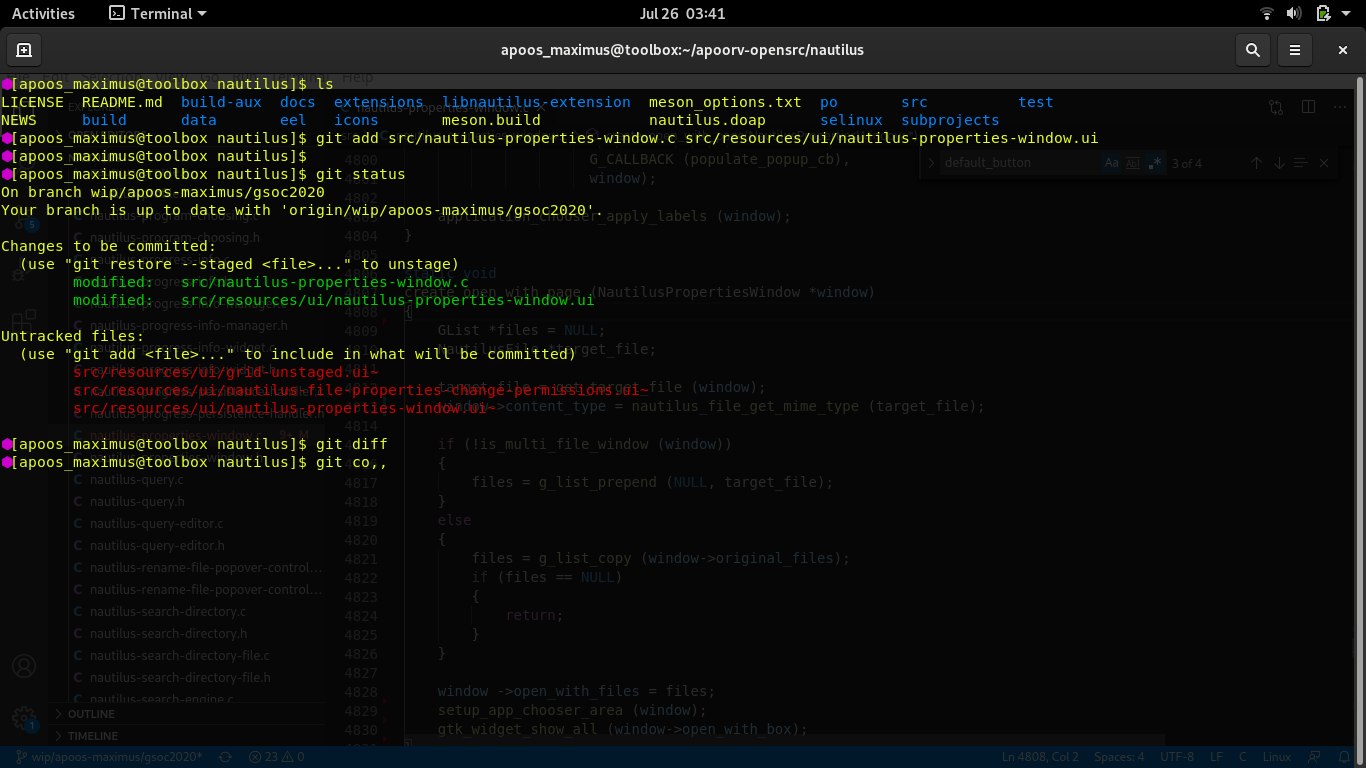 Activities Terminal Jul 26 03:41
apoos_maximus@toolbox:~/apoorv-opensrc/nautilus
[apoos_maximus@toolbox nautilus]$ ls
LICENSE README.md build-aux docs extensions libnautilus-extension meson_options.txt po src test
NEWS build data eel icons meson.build nautilus.doap selinux subprojects
[apoos_maximus@toolbox nautilus]$ git add src/nautilus-properties-window.c src/resources/ui/nautilus-properties-window.ui
[apoos_maximus@toolbox nautilus]$
[apoos_maximus@toolbox nautilus]$ git status
On branch wip/apoos-maximus/gsoc2020
Your branch is up to date with 'origin/wip/apoos-maximus/gsoc2020'.
Changes to be committed:
(use "git restore --staged <file>..." to unstage)
modified: src/nautilus-properties-window.c
modified: src/resources/ui/nautilus-properties-window.ui
Untracked files:
(use "git add <file>..." to include in what will be committed)
src/resources/ui/grid-unstaged.ui~
src/resources/ui/nautilus-file-properties-change-permissions.ui~
src/resources/ui/nautilus-properties-window.ui~
[apoos_maximus@toolbox nautilus]$ git diff
[apoos_maximus@toolbox nautilus]$ git co,,
default_button Aa Ab 3 of 4
4800 G_CALLBACK (populate_popup_cb),
window);
application_chooser_apply_labels (window);
4804 }
4805
void
create_open_with_page (NautilusPropertiesWindow *window)
4808 {
4809 GList *files = NULL;
NautilusFile *target_file;
target_file = get_target_file (window);
window->content_type = nautilus_file_get_mime_type (target_file);
4814
if (!is_multi_file_window (window))
{
4817 files = g_list_prepend (NULL, target_file);
4818 }
4819 else
4820 {
4821 files = g_list_copy (window->original_files);
4822 if (files == NULL)
4823 {
4824 return;
4825 }
4826 }
4827
4828 window ->open_with_files = files;
4829 setup_app_chooser_area (window);
4830 gtk_widget_show_all (window->open_with_box);
nautilus-program-choosing.c
C nautilus-program-choosing.h
nautilus-progress-info-manager.h
C nautilus-query.c
C nautilus-query.h
C nautilus-query-editor.c
C nautilus-query-editor.h
C nautilus-rename-file-popover-control...
C nautilus-rename-file-popover-control...
C nautilus-search-directory.c
C nautilus-search-directory.h
C nautilus-search-directory-file.c
C nautilus-search-directory-file.h
C nautilus-search-engine.c
OUTLINE
TIMELINE
5
1
wip/apoos-maximus/gsoc2020* 23 0 Ln 4808, Col 2 Spaces: 4 UTF-8 LF C Linux